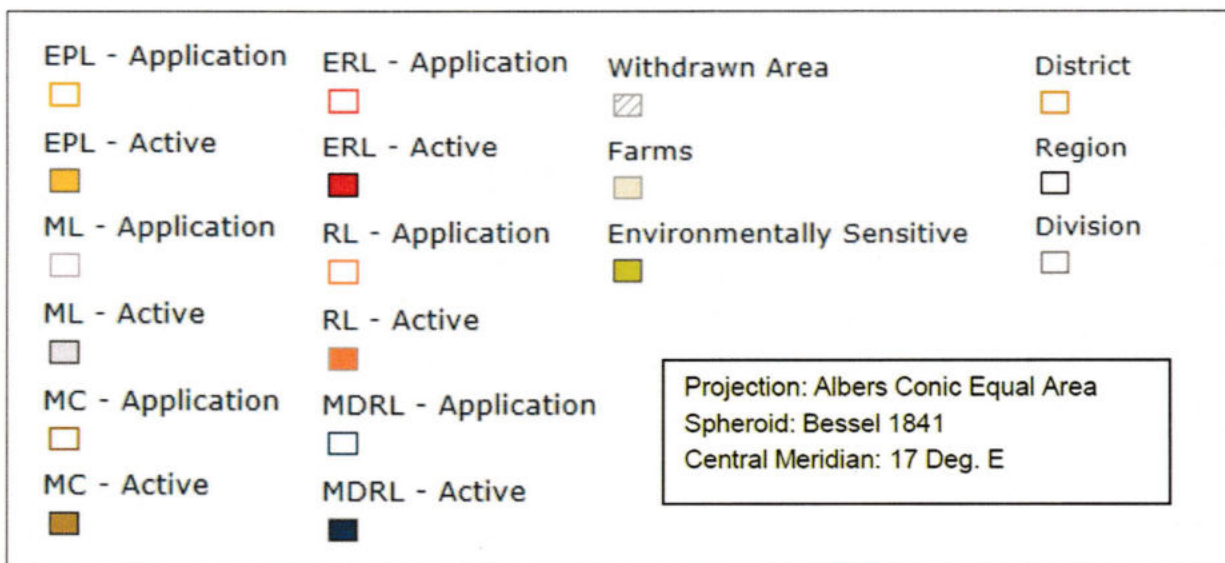 EPL - Application
EPL - Active
ML - Application
ML - Active
MC - Application
MC - Active
ERL - Application
ERL - Active
RL - Application
RL - Active
MDRL - Application
MDRL - Active
Withdrawn Area
Farms
Environmentally Sensitive
District
Region
Division
Projection: Albers Conic Equal Area
Spheroid: Bessel 1841
Central Meridian: 17 Deg. E